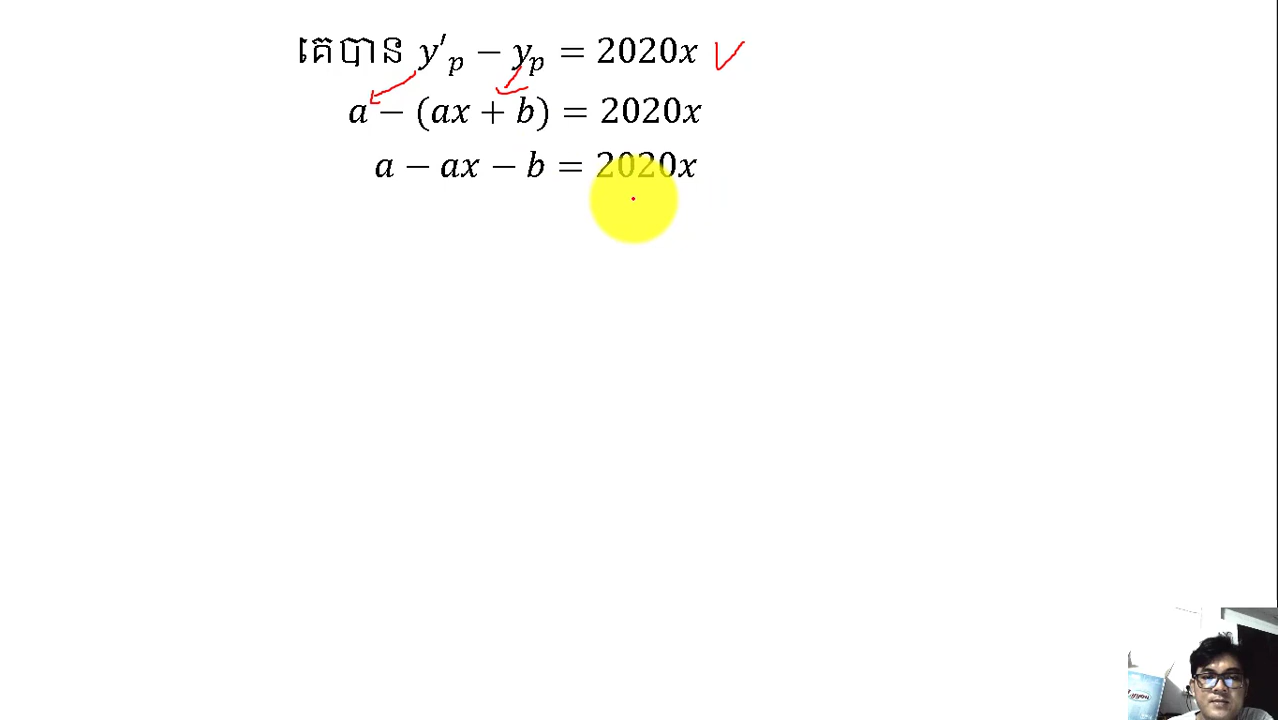 គេបាន y'ₚ − yₚ = 2020x
a − (ax + b) = 2020x
a − ax − b = 2020x